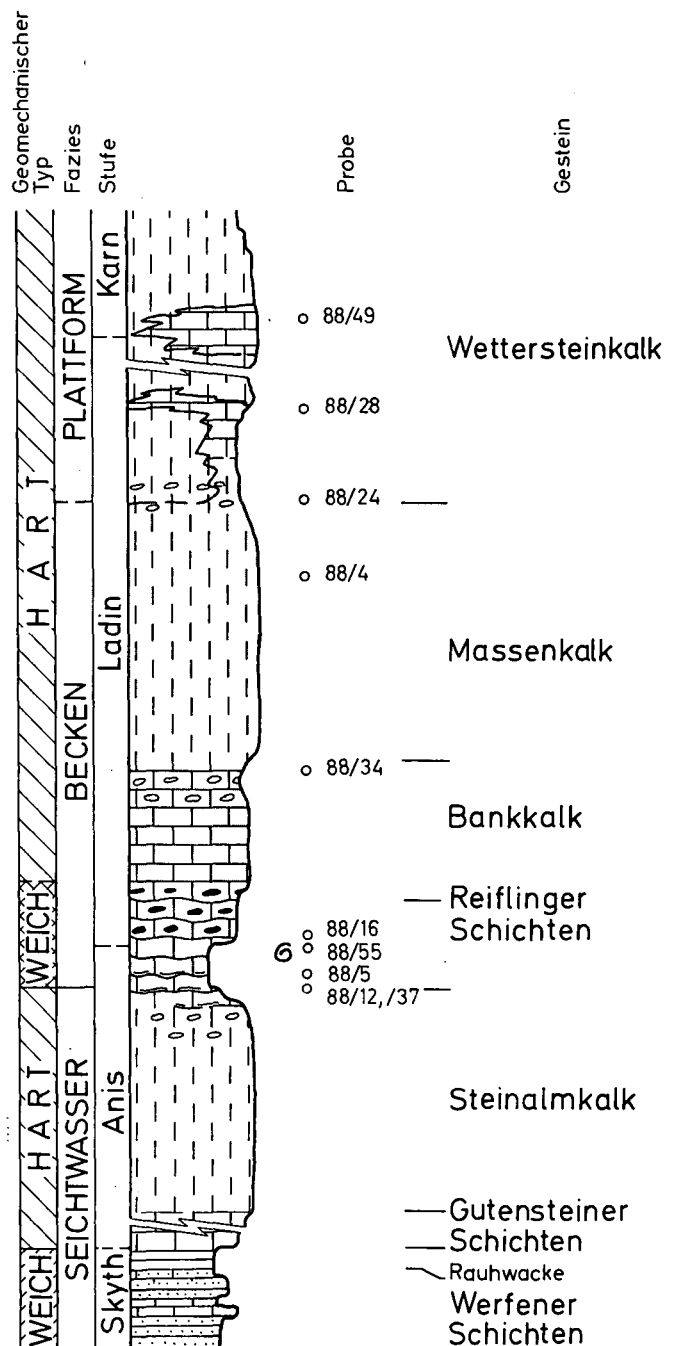 Geomechanischer
Typ
Fazies
Stufe
Probe
Gestein
HART
WEICH
HART
WEICH
PLATTFORM
BECKEN
SEICHTWASSER
Karn
Ladin
Anis
Skyth
88/49
88/28
88/24
88/4
88/34
88/16
88/55
88/5
88/12,/37
Wettersteinkalk
Massenkalk
Bankkalk
Reiflinger
Schichten
Steinalmkalk
Gutensteiner
Schichten
Rauhwacke
Werfener
Schichten